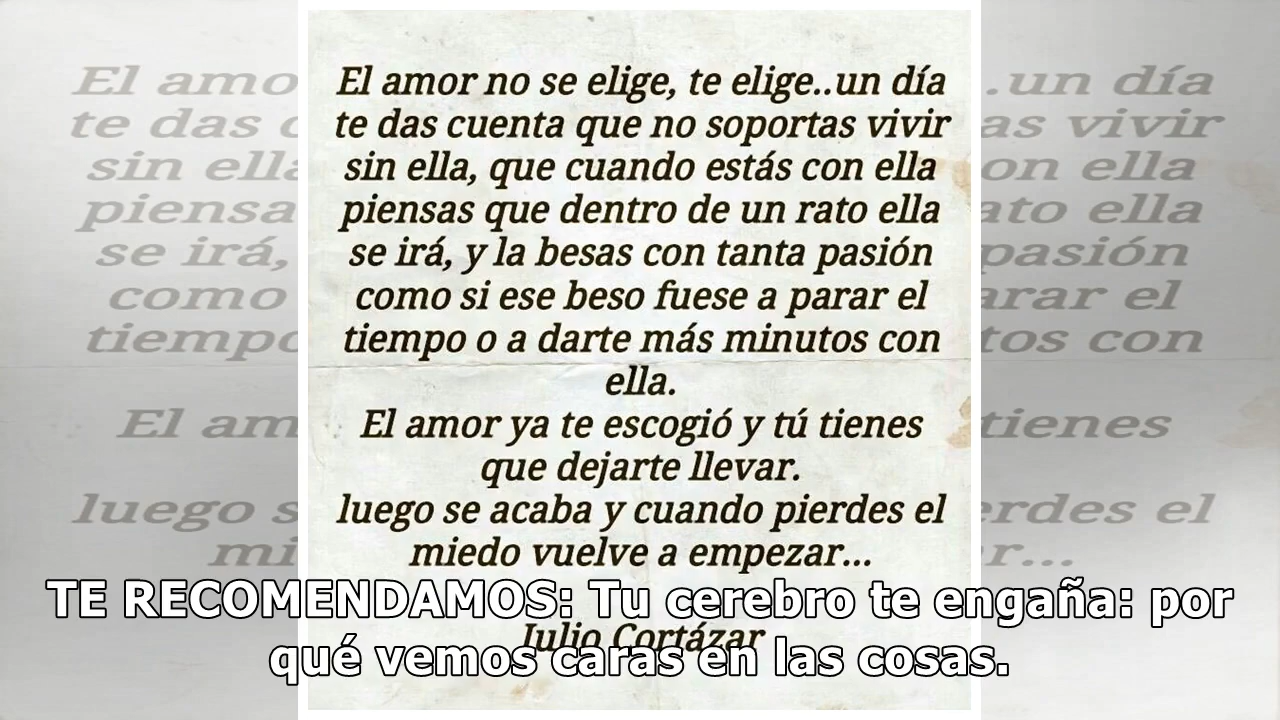 El amor no se elige, te elige..un día
te das cuenta que no soportas vivir
sin ella, que cuando estás con ella
piensas que dentro de un rato ella
se irá, y la besas con tanta pasión
como si ese beso fuese a parar el
tiempo o a darte más minutos con
ella.
El amor ya te escogió y tú tienes
que dejarte llevar.
luego se acaba y cuando pierdes el
miedo vuelve a empezar...
Julio Cortázar
TE RECOMENDAMOS: Tu cerebro te engaña: por
qué vemos caras en las cosas.